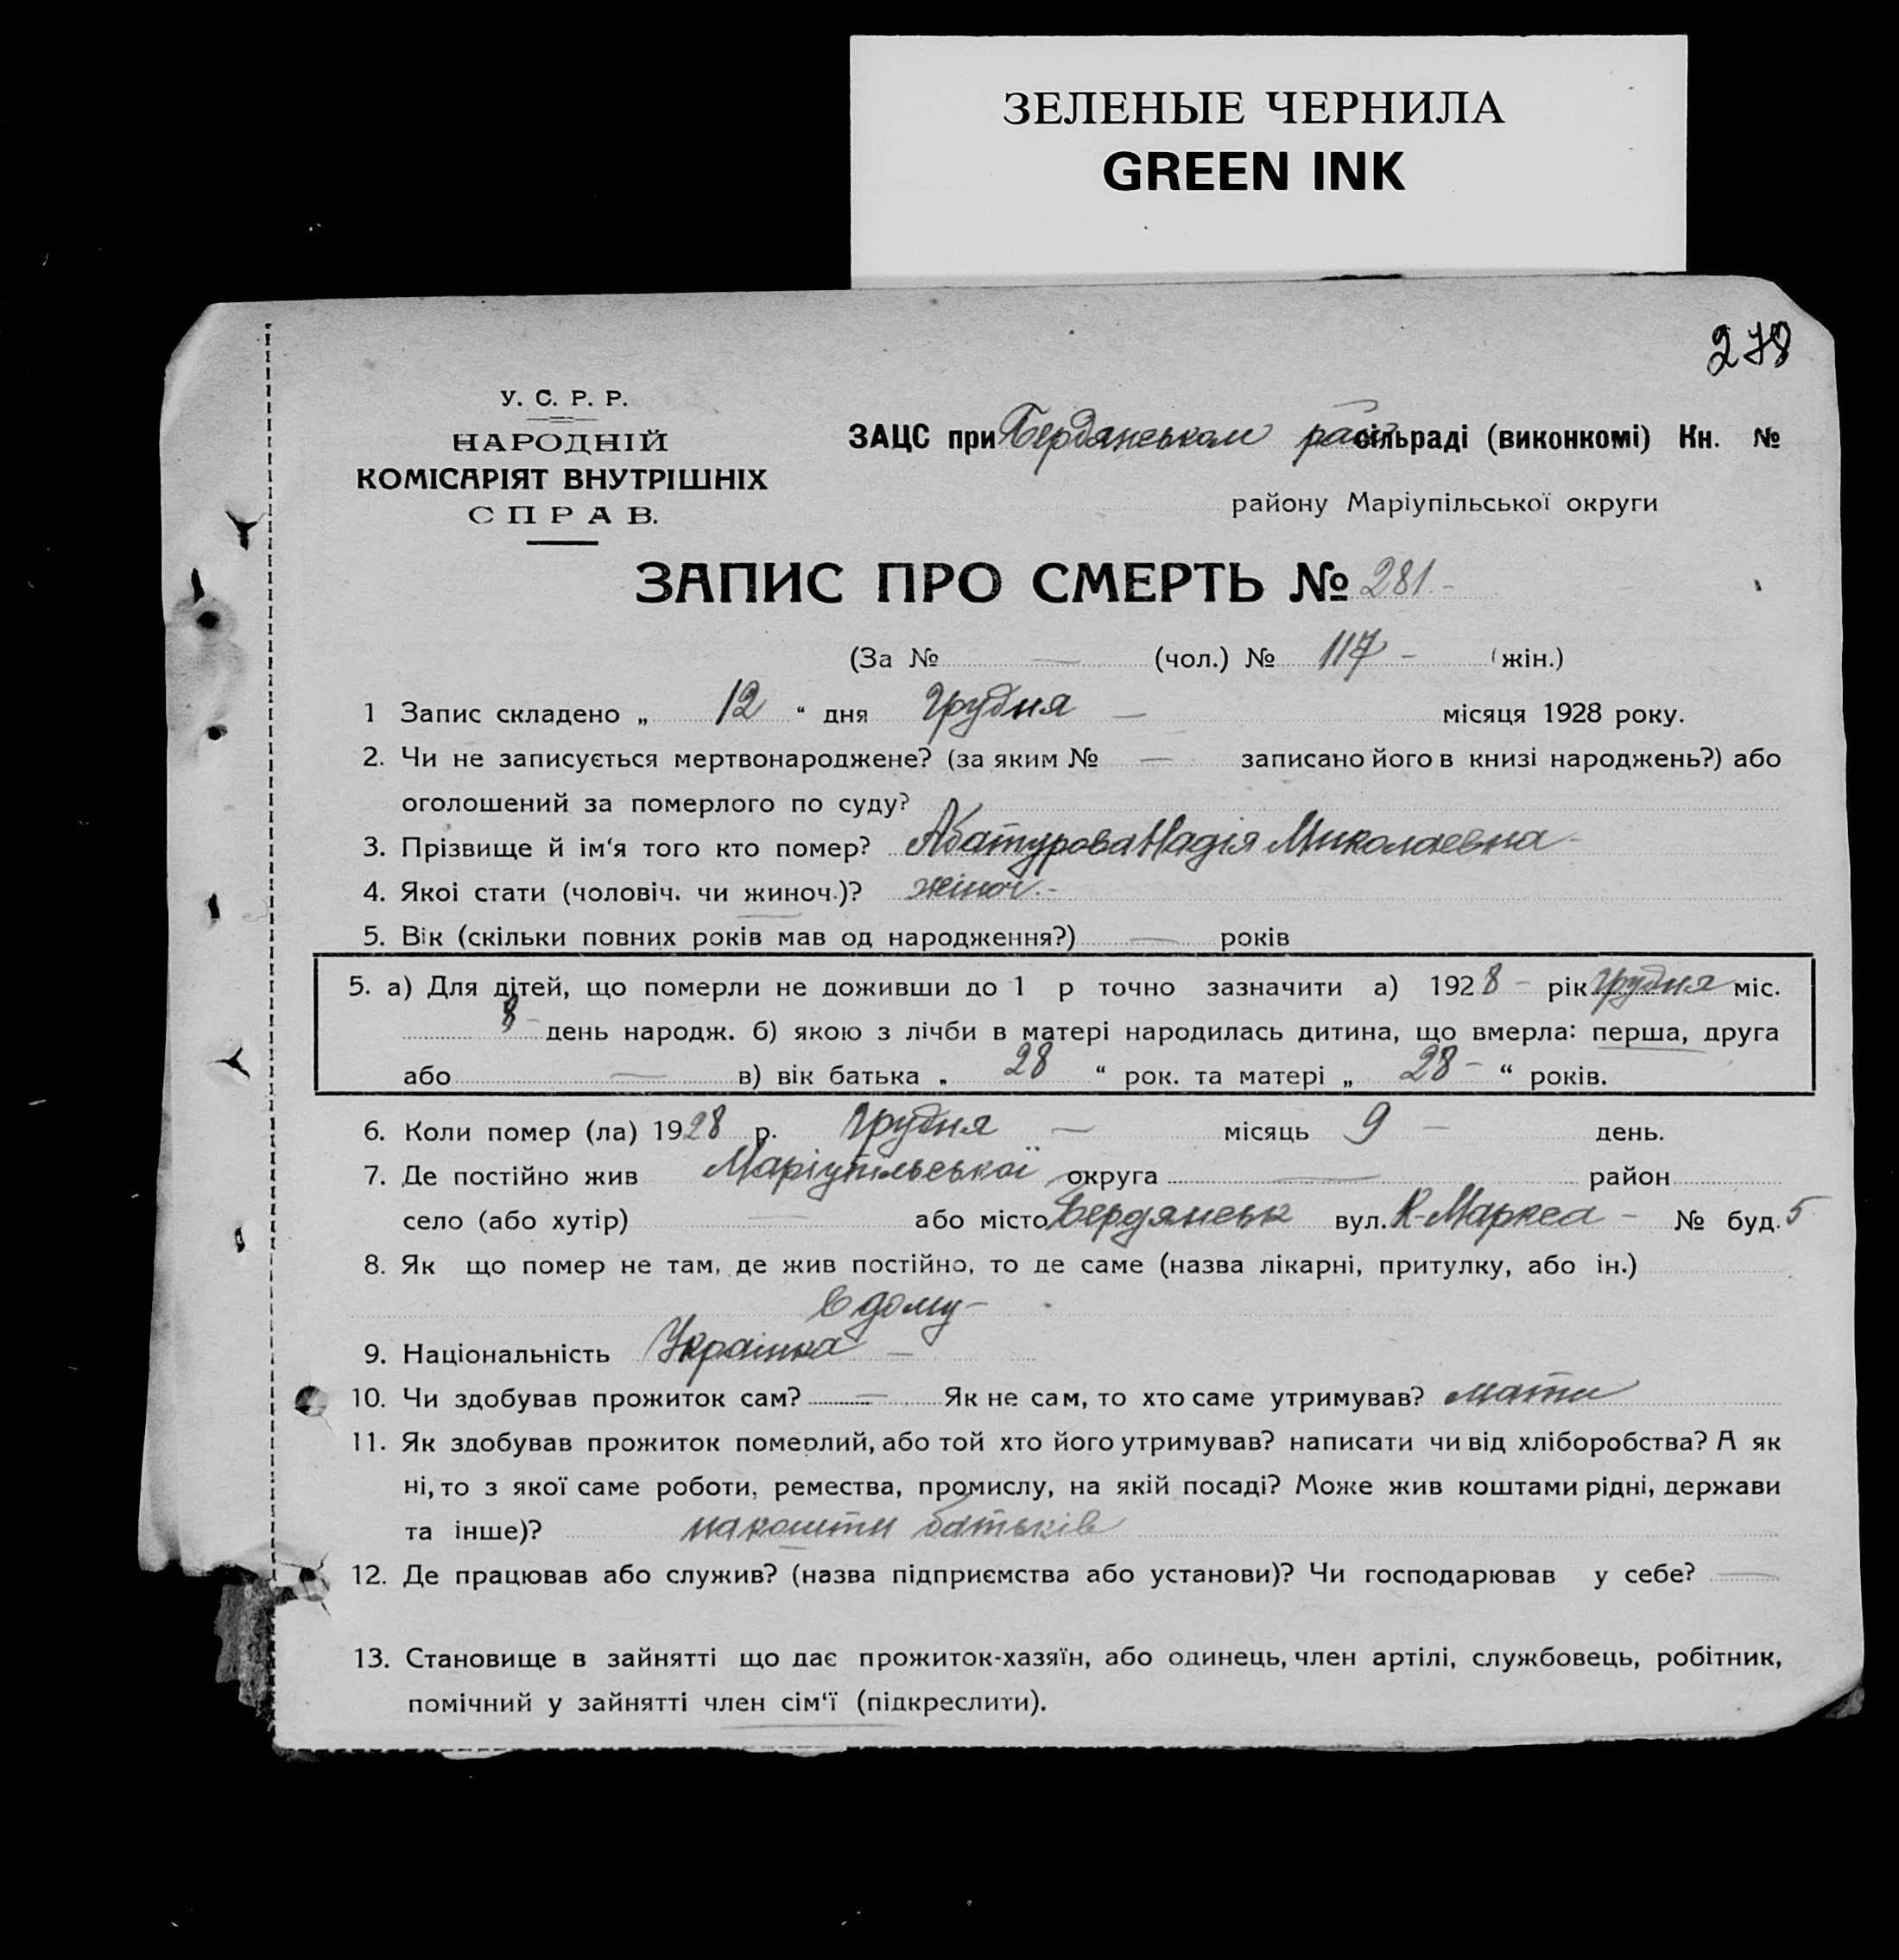 ЗЕЛЕНЫЕ ЧЕРНИЛА
GREEN INK
278
У. С. Р. Р.
НАРОДНІЙ
КОМІСАРІЯТ ВНУТРІШНІХ
СПРАВ.
ЗАЦС при Бердянськом рай сільраді (виконкомі) Кн. №
району Маріупільської округи
ЗАПИС ПРО СМЕРТЬ № 281 -
(За № — (чол.) № 117 - (жін.)
1 Запис складено „ 12 “ дня Грудня — місяця 1928 року.
2. Чи не записується мертвонароджене? (за яким № — записано його в книзі народжень?) або
оголошений за померлого по суду?
3. Прізвище й ім‘я того кто помер? Абатурова Надія Миколаевна -
4. Якоі стати (чоловіч. чи жиноч.)? жіноч. -
5. Вік (скільки повних років мав од народження?) — років
5. а) Для дітей, що померли не доживши до 1 р точно зазначити а) 1928 - рік Грудня міс.
8 - день народж. б) якою з лічби в матері народилась дитина, що вмерла: перша, друга
або — в) вік батька „ 28 “ рок. та матері „ 28 - “ років.
6. Коли помер (ла) 1928 р. Грудня — місяць 9 — день.
7. Де постійно жив Маріупільської округа — район
село (або хутір) — або місто Бердянськ вул. К-Маркса - № буд. 5
8. Як що помер не там, де жив постійно, то де саме (назва лікарні, притулку, або ін.)
в дому -
9. Національність Українка —
10. Чи здобував прожиток сам? — Як не сам, то хто саме утримував? мати
11. Як здобував прожиток померлий, або той хто його утримував? написати чи від хліборобства? А як
ні, то з якої саме роботи, ремества, промислу, на якій посаді? Може жив коштами рідні, держави
та інше)? на кошти батьків
12. Де працював або служив? (назва підприємства або установи)? Чи господарював у себе? —
13. Становище в зайнятті що дає прожиток-хазяїн, або одинець, член артілі, службовець, робітник,
помічний у зайнятті член сім‘ї (підкреслити).